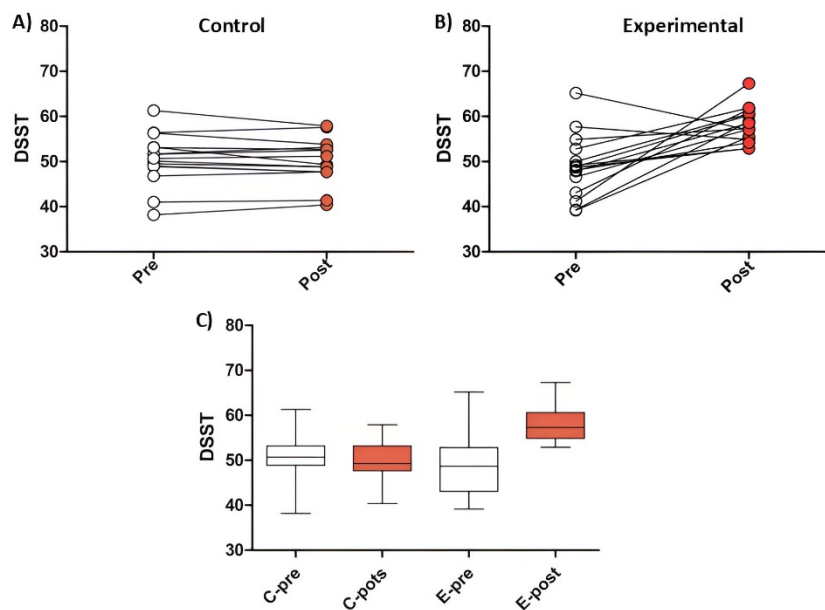 A)
Control
DSST
80
70
60
50
40
30
Pre
Post
B)
Experimental
DSST
80
70
60
50
40
30
Pre
Post
C)
DSST
80
70
60
50
40
30
C-pre
C-pots
E-pre
E-post